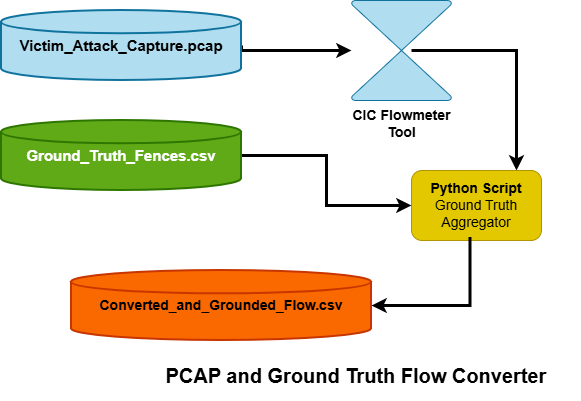 Victim_Attack_Capture.pcap
CIC Flowmeter
Tool
Ground_Truth_Fences.csv
Python Script
Ground Truth
Aggregator
Converted_and_Grounded_Flow.csv
PCAP and Ground Truth Flow Converter